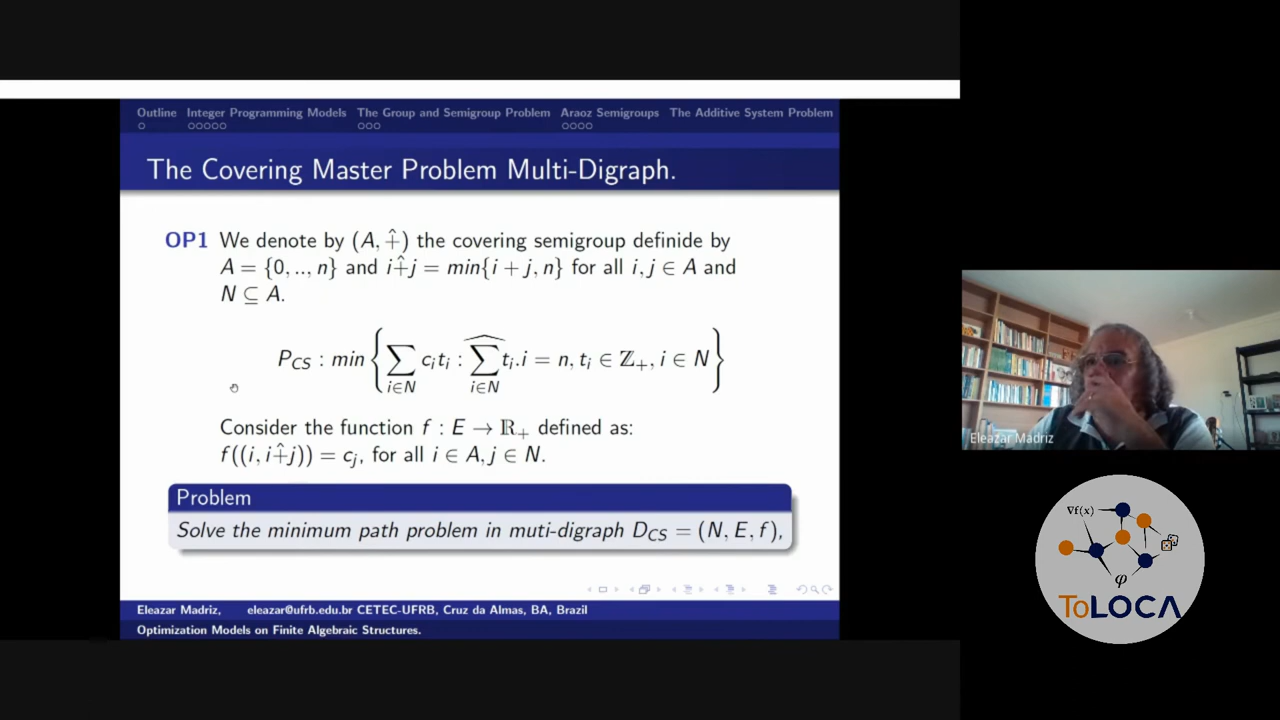 Outline Integer Programming Models The Group and Semigroup Problem Araoz Semigroups The Additive System Problem
The Covering Master Problem Multi-Digraph.
OP1 We denote by (A, +̂) the covering semigroup definide by
A = {0, .., n} and i+̂j = min{i + j, n} for all i, j ∈ A and
N ⊆ A.
P_CS : min { ∑_{i∈N} c_i t_i : \widehat{∑}_{i∈N} t_i.i = n, t_i ∈ ℤ_+, i ∈ N }
Consider the function f : E → ℝ_+ defined as:
f((i, i+̂j)) = c_j, for all i ∈ A, j ∈ N.
Problem
Solve the minimum path problem in muti-digraph D_CS = (N, E, f),
Eleazar Madriz, eleazar@ufrb.edu.br CETEC-UFRB, Cruz da Almas, BA, Brazil
Optimization Models on Finite Algebraic Structures.
Eleazar Madriz
∇f(x)
φ
ToLOCA